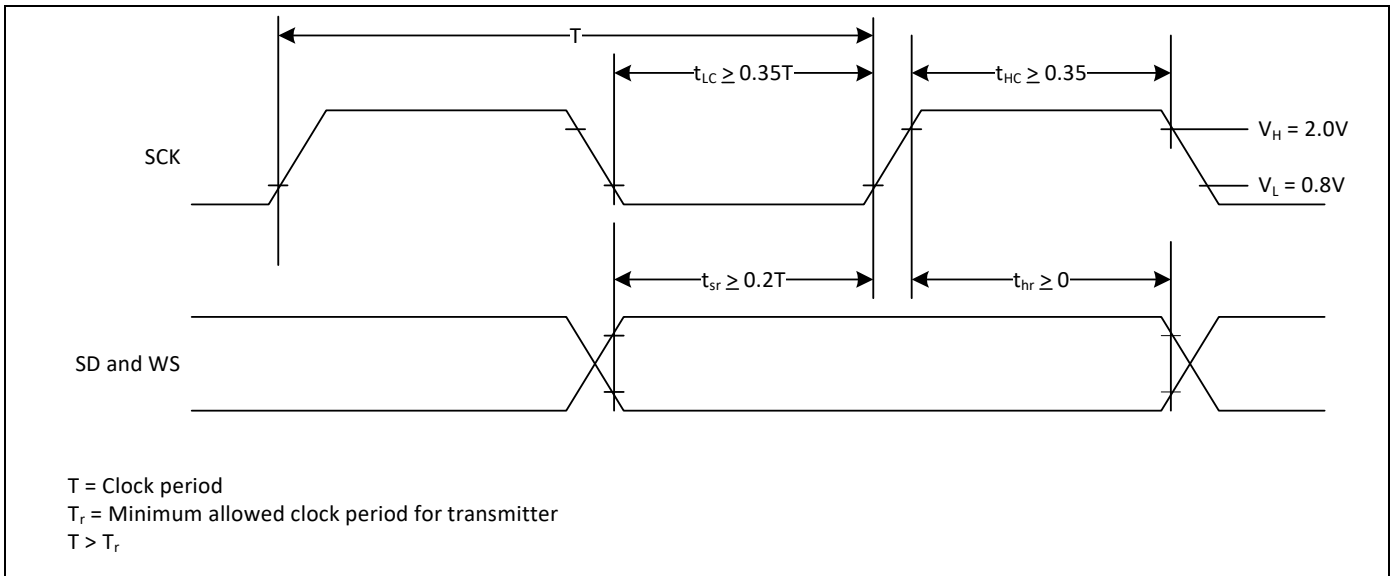 T
t_LC ≥ 0.35T
t_HC ≥ 0.35
SCK
V_H = 2.0V
V_L = 0.8V
t_sr ≥ 0.2T
t_hr ≥ 0
SD and WS
T = Clock period
T_r = Minimum allowed clock period for transmitter
T > T_r